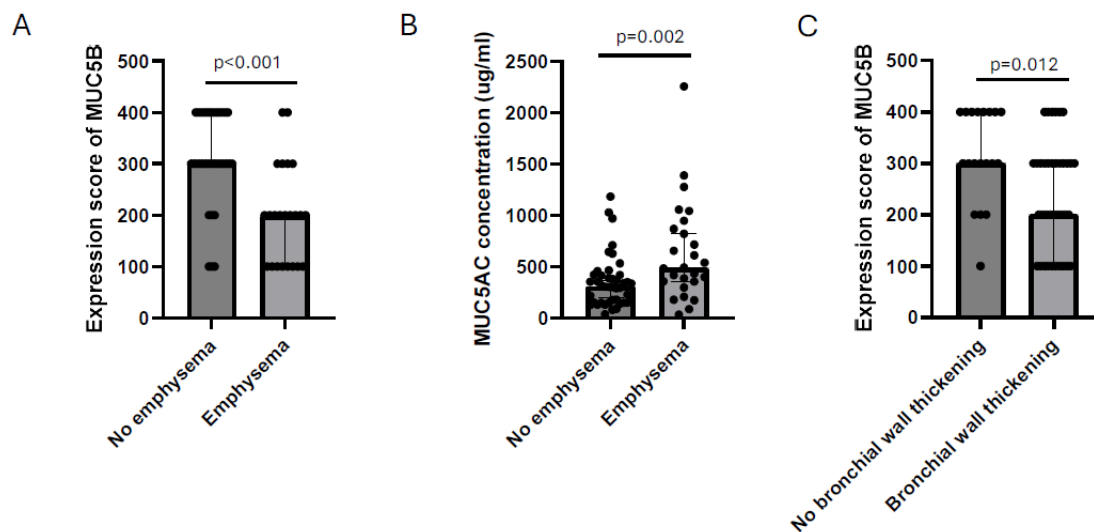 A
Expression score of MUC5B
500
400
300
200
100
0
p<0.001
No emphysema
Emphysema
B
MUC5AC concentration (ug/ml)
2500
2000
1500
1000
500
0
p=0.002
No emphysema
Emphysema
C
Expression score of MUC5B
500
400
300
200
100
0
p=0.012
No bronchial wall thickening
Bronchial wall thickening